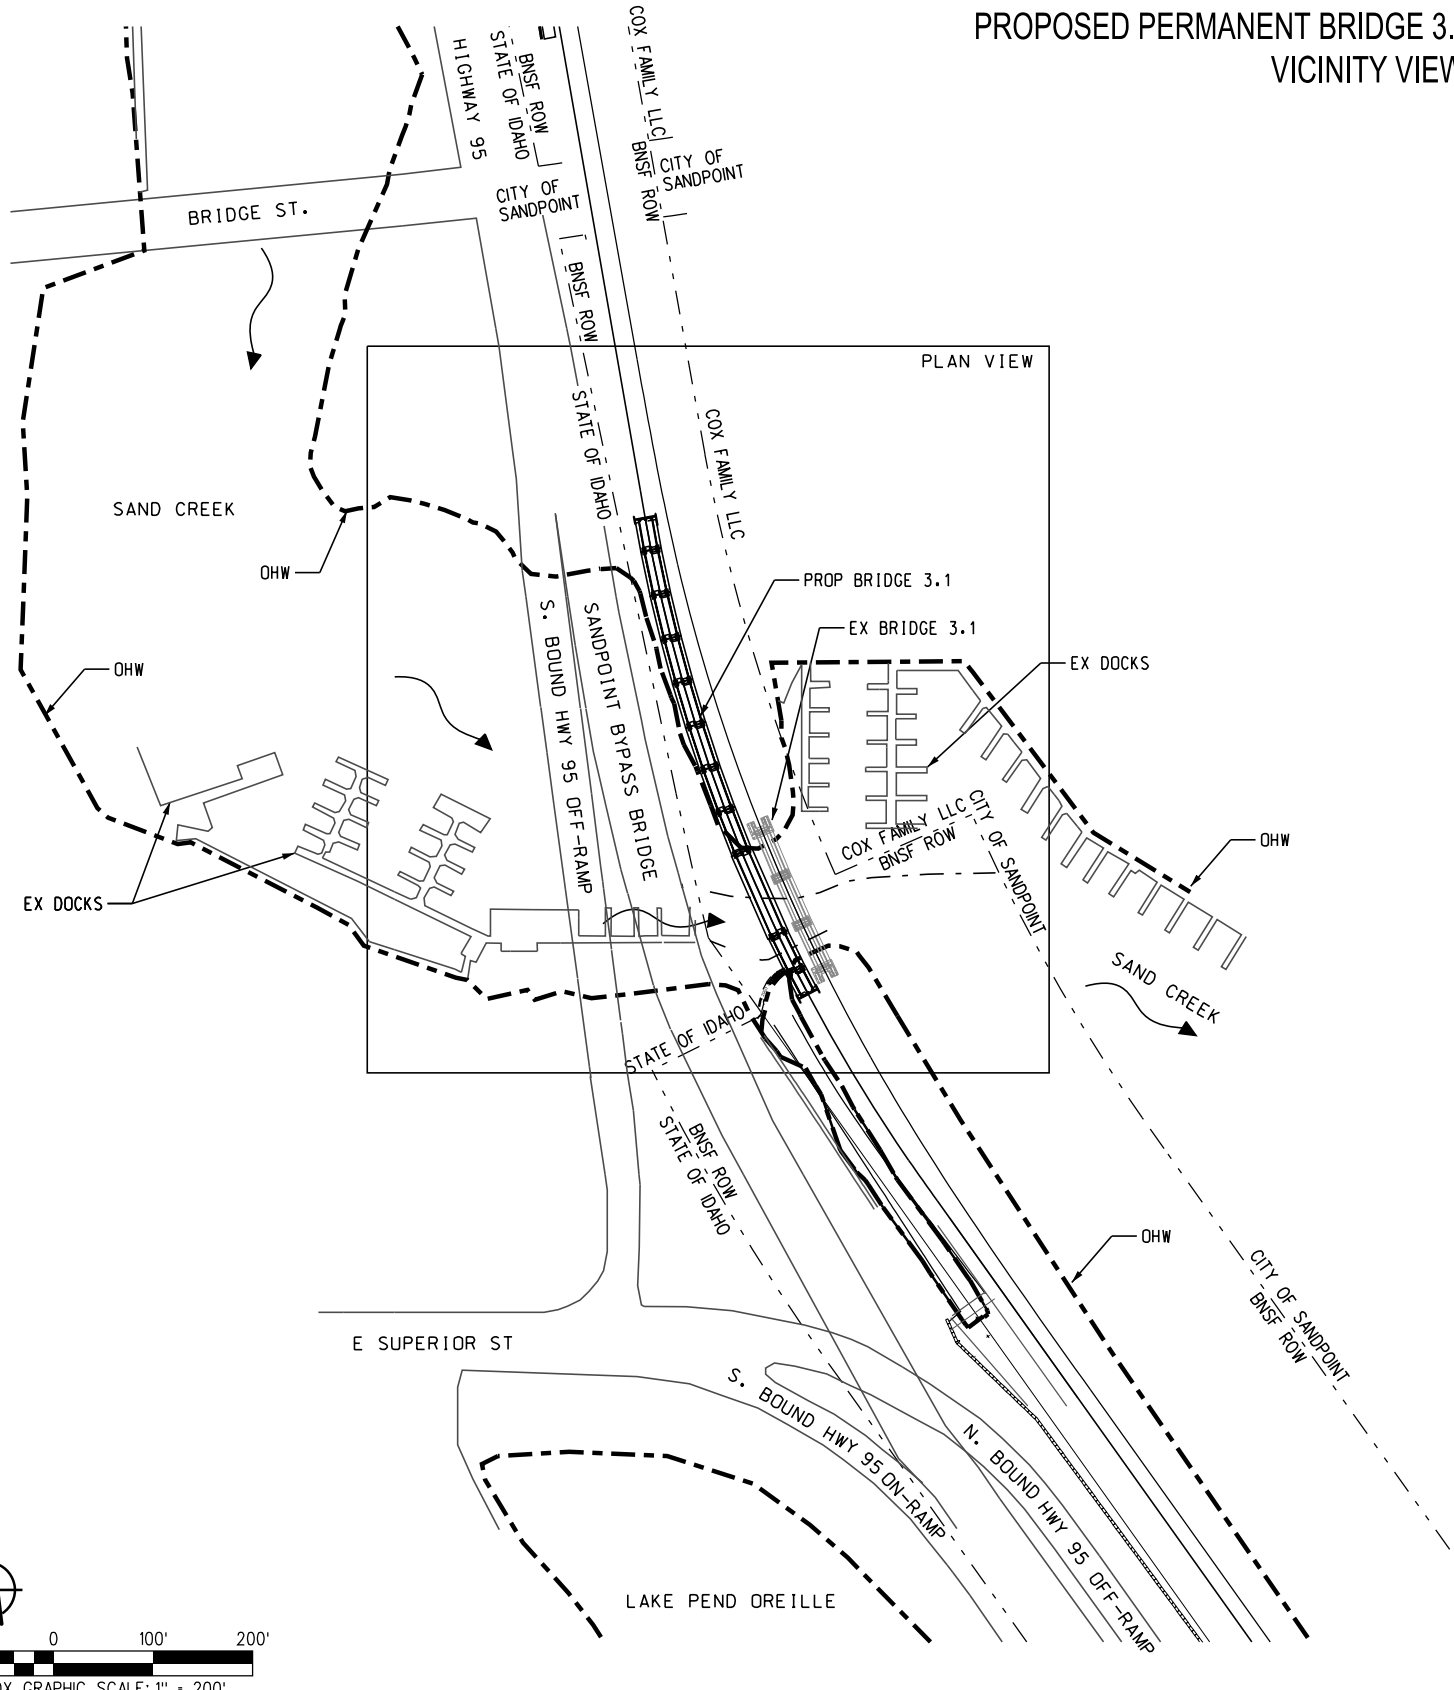 PROPOSED PERMANENT BRIDGE 3.
VICINITY VIEW
HIGHWAY 95
STATE OF IDAHO
BNSF ROW
COX FAMILY LLC
BNSF ROW
CITY OF
SANDPOINT
CITY OF
SANDPOINT
BRIDGE ST.
BNSF ROW
STATE OF IDAHO
PLAN VIEW
COX FAMILY LLC
SAND CREEK
OHW
PROP BRIDGE 3.1
EX BRIDGE 3.1
EX DOCKS
OHW
S. BOUND HWY 95 OFF-RAMP
SANDPOINT BYPASS BRIDGE
COX FAMILY LLC
BNSF ROW
CITY OF SANDPOINT
OHW
EX DOCKS
SAND CREEK
STATE OF IDAHO
BNSF ROW
STATE OF IDAHO
OHW
CITY OF SANDPOINT
BNSF ROW
E SUPERIOR ST
S. BOUND HWY 95 ON-RAMP
N. BOUND HWY 95 OFF-RAMP
LAKE PEND OREILLE
0 100' 200'
GRAPHIC SCALE: 1" = 200'